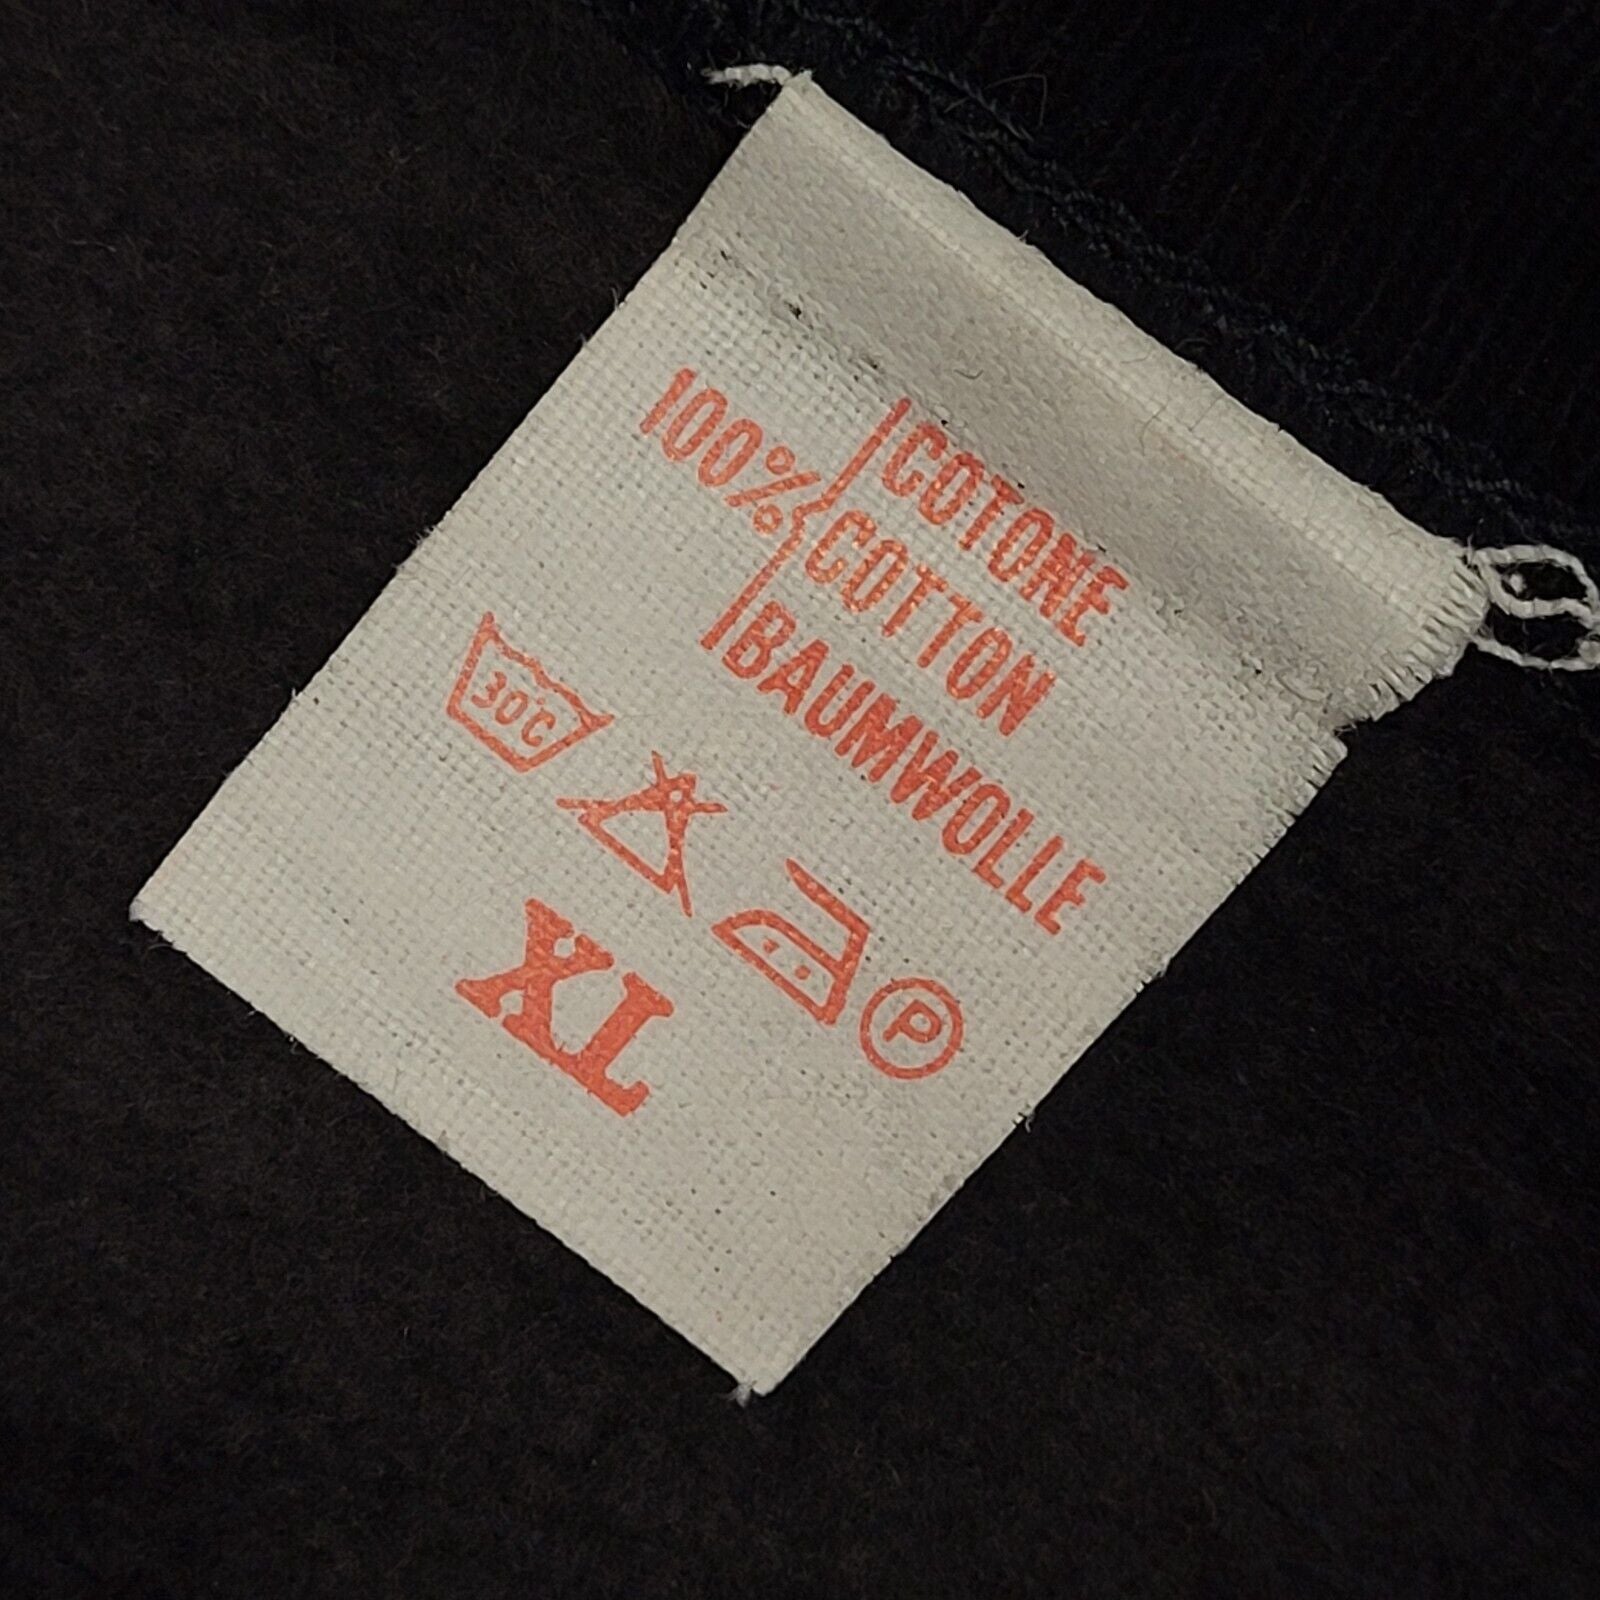 COTONE
100% COTTON
BAUMWOLLE
30°C P
XL